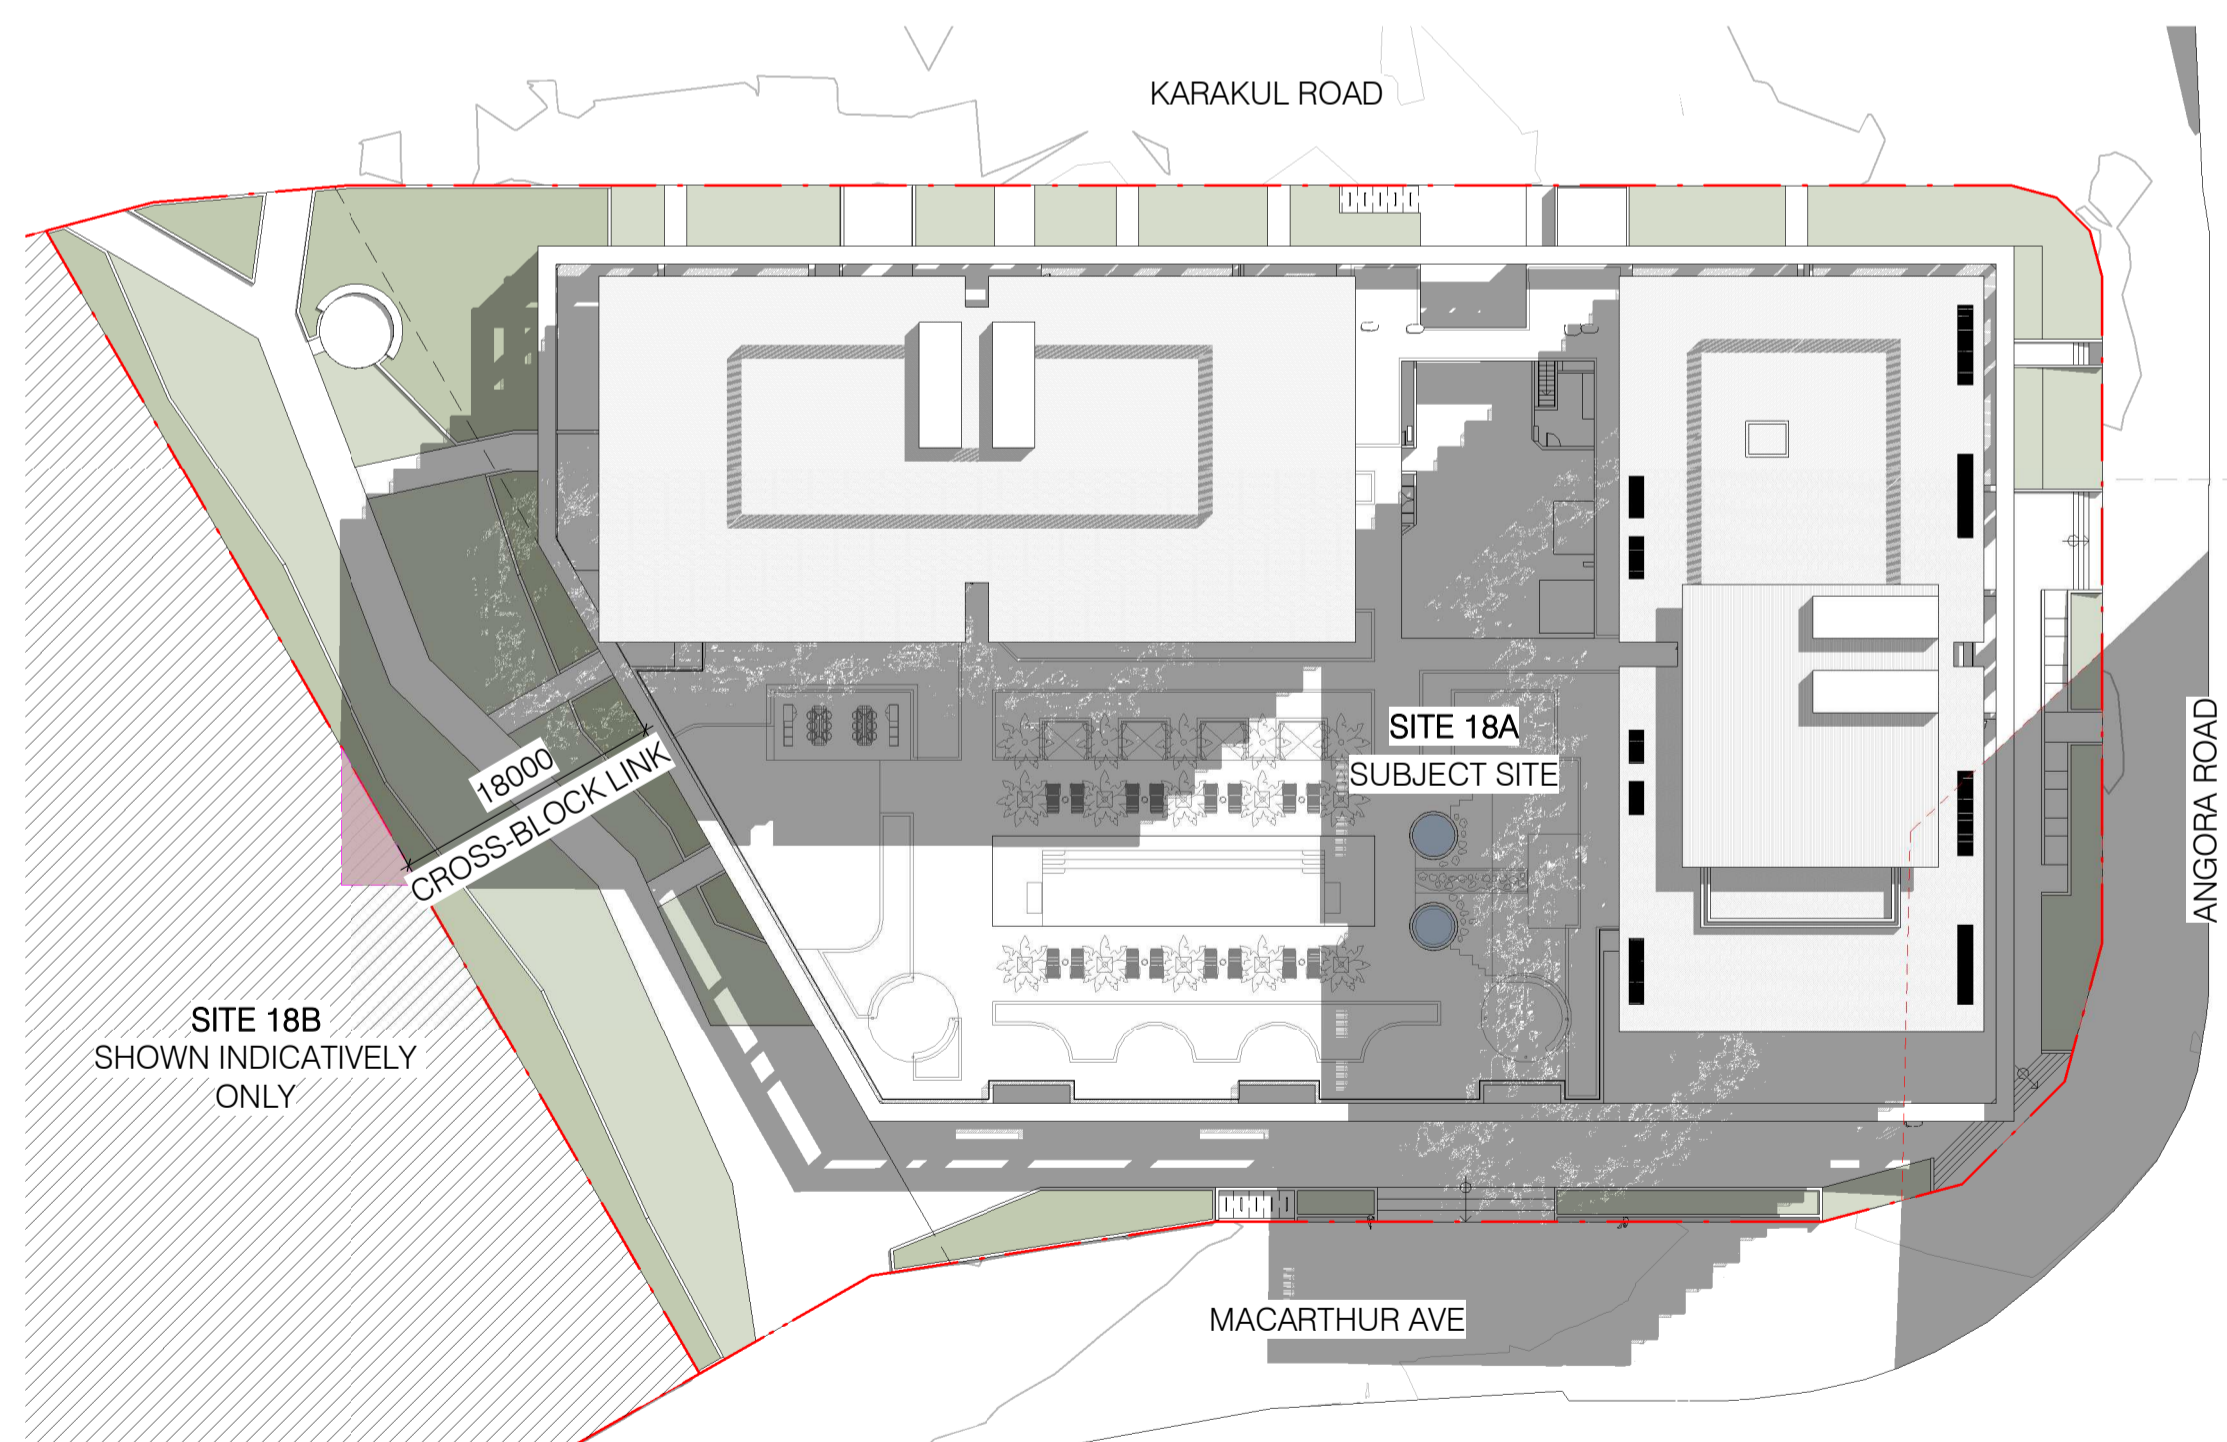 KARAKUL ROAD
SITE 18A
SUBJECT SITE
18000
CROSS-BLOCK LINK
ANGORA ROAD
SITE 18B
SHOWN INDICATIVELY
ONLY
MACARTHUR AVE